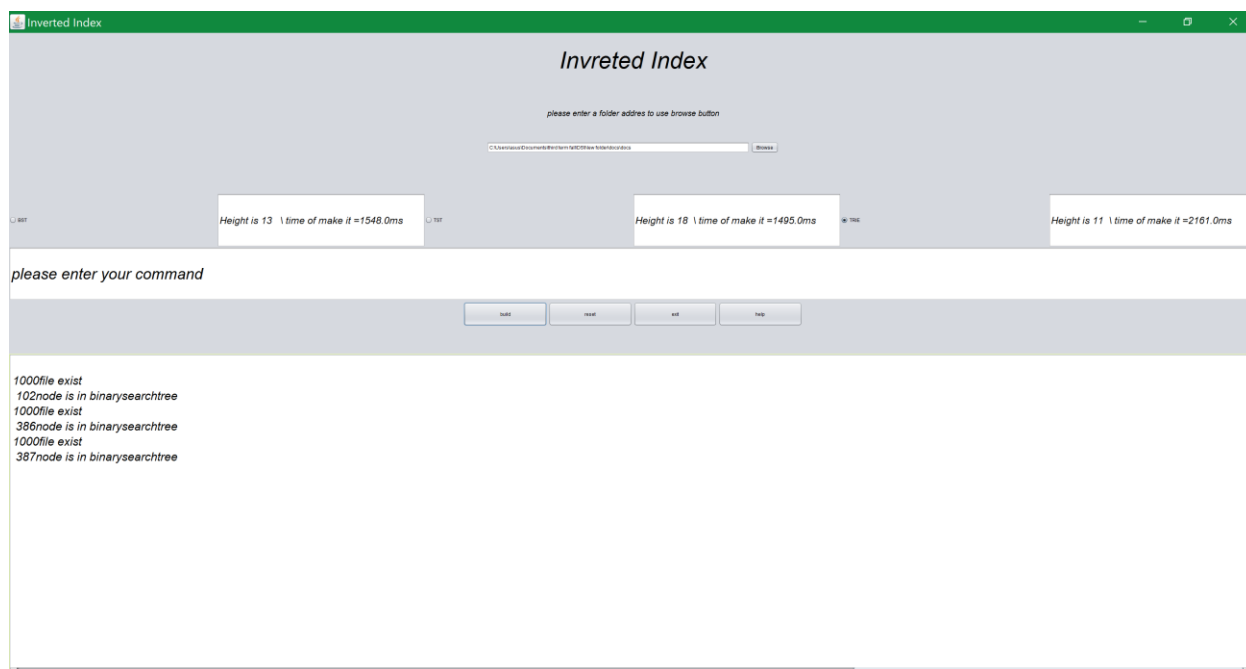 Inverted Index
Invreted Index
please enter a folder addres to use browse button
Browse
BST
Height is 13 \ time of make it =1548.0ms
TST
Height is 18 \ time of make it =1495.0ms
TRIE
Height is 11 \ time of make it =2161.0ms
please enter your command
build
reset
exit
help
1000file exist
102node is in binarysearchtree
1000file exist
386node is in binarysearchtree
1000file exist
387node is in binarysearchtree